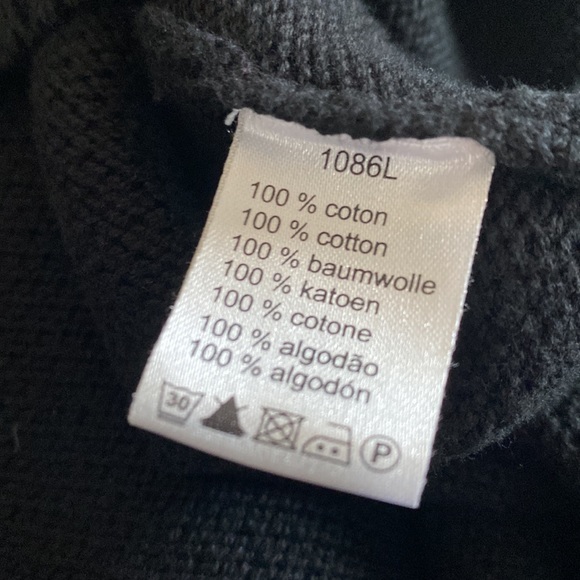 1086L
100 % coton
100 % cotton
100 % baumwolle
100 % katoen
100 % cotone
100 % algodão
100 % algodón
30 P